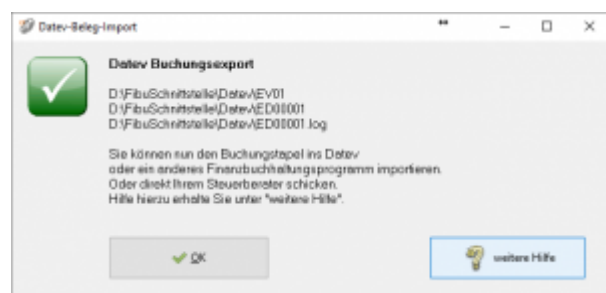 Datev-Beleg-Import
Datev Buchungsexport
D:\FibuSchnittstelle\Datev\EV01
D:\FibuSchnittstelle\Datev\ED00001
D:\FibuSchnittstelle\Datev\ED00001.log
Sie können nun den Buchungstapel ins Datev
oder ein anderes Finanzbuchhaltungsprogramm importieren.
Oder direkt Ihrem Steuerberater schicken.
Hilfe hierzu erhalte Sie unter "weitere Hilfe".
OK
weitere Hilfe